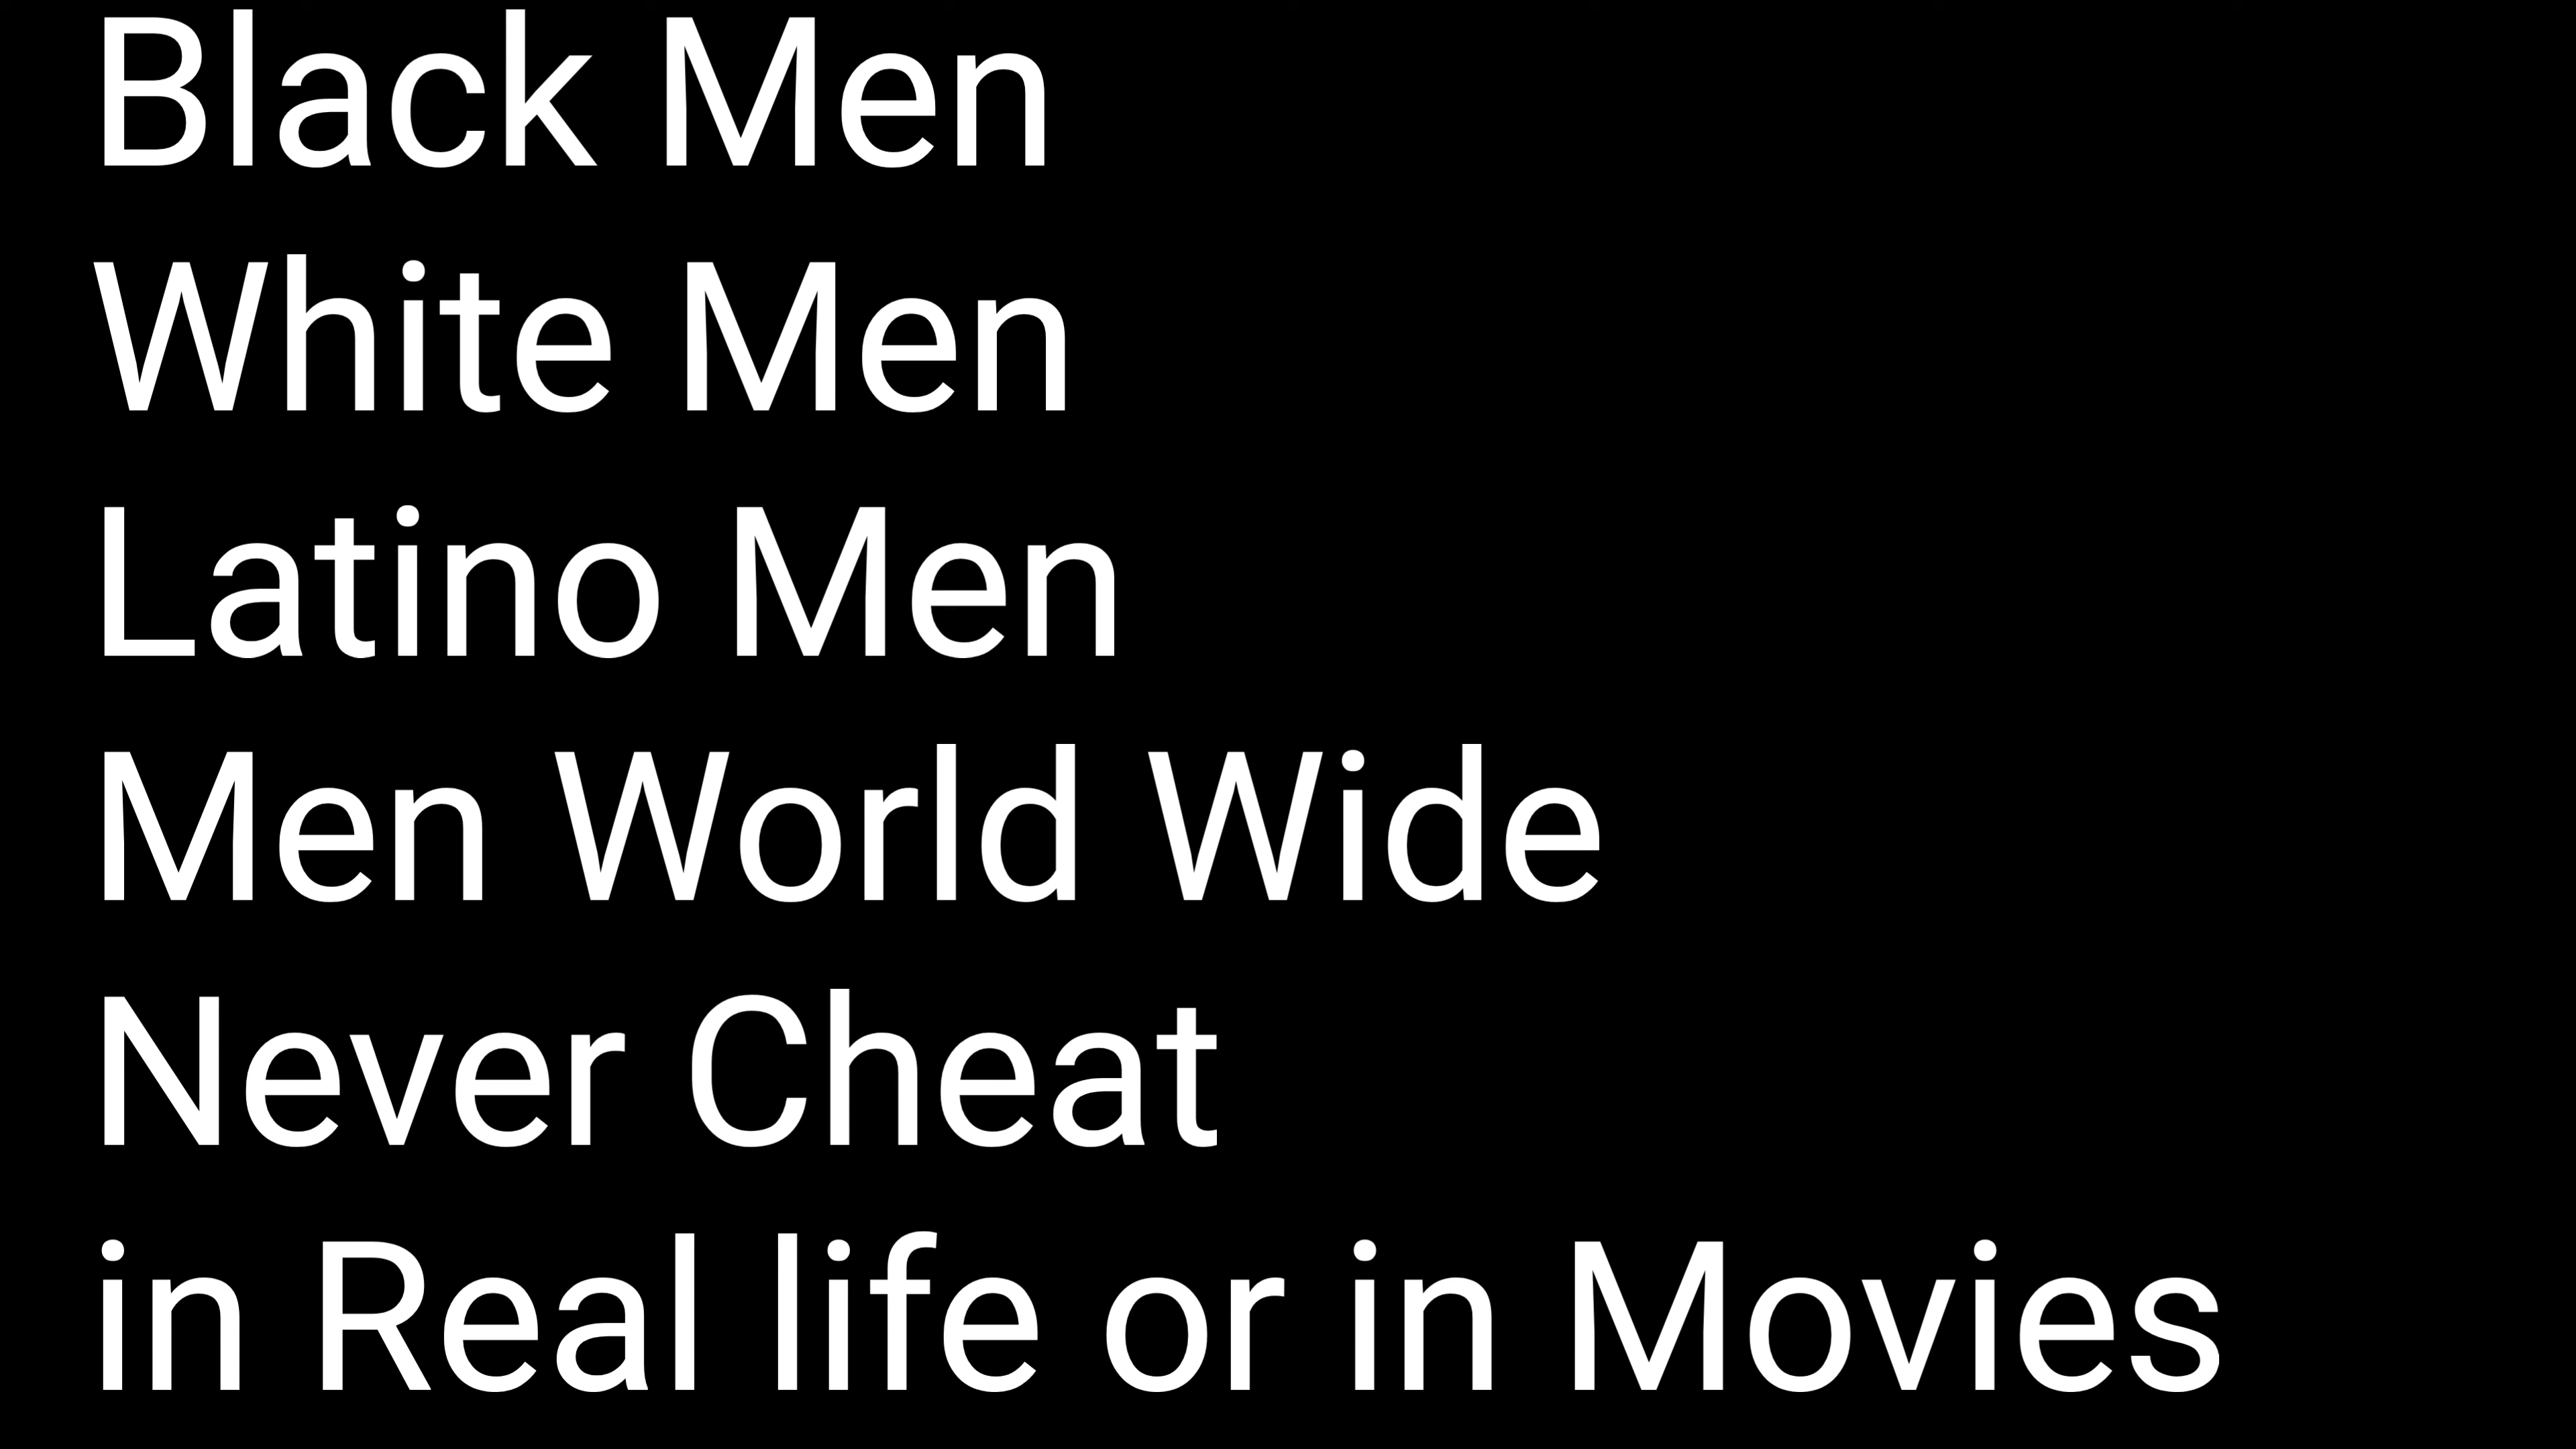 Black Men
White Men
Latino Men
Men World Wide
Never Cheat
in Real life or in Movies